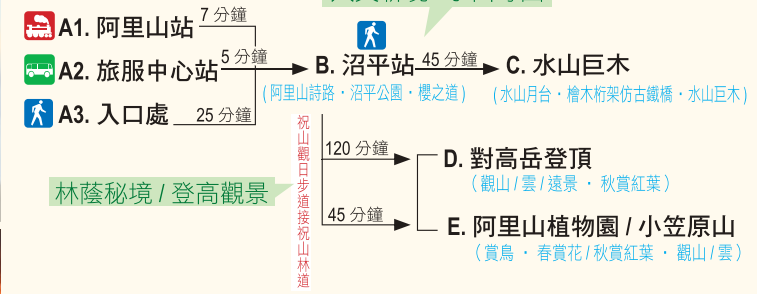 7 分鐘
A1. 阿里山站
5 分鐘
A2. 旅服中心站
B. 沼平站
45 分鐘
C. 水山巨木
(阿里山詩路・沼平公園・櫻之道)
(水山月台・檜木桁架仿古鐵橋・水山巨木)
A3. 入口處
25 分鐘
祝山觀日步道接祝山林道
120 分鐘
D. 對高岳登頂
(觀山/雲/遠景 ・ 秋賞紅葉)
林蔭秘境 / 登高觀景
45 分鐘
E. 阿里山植物園 / 小笠原山
(賞鳥 ・ 春賞花/秋賞紅葉 ・ 觀山/雲)